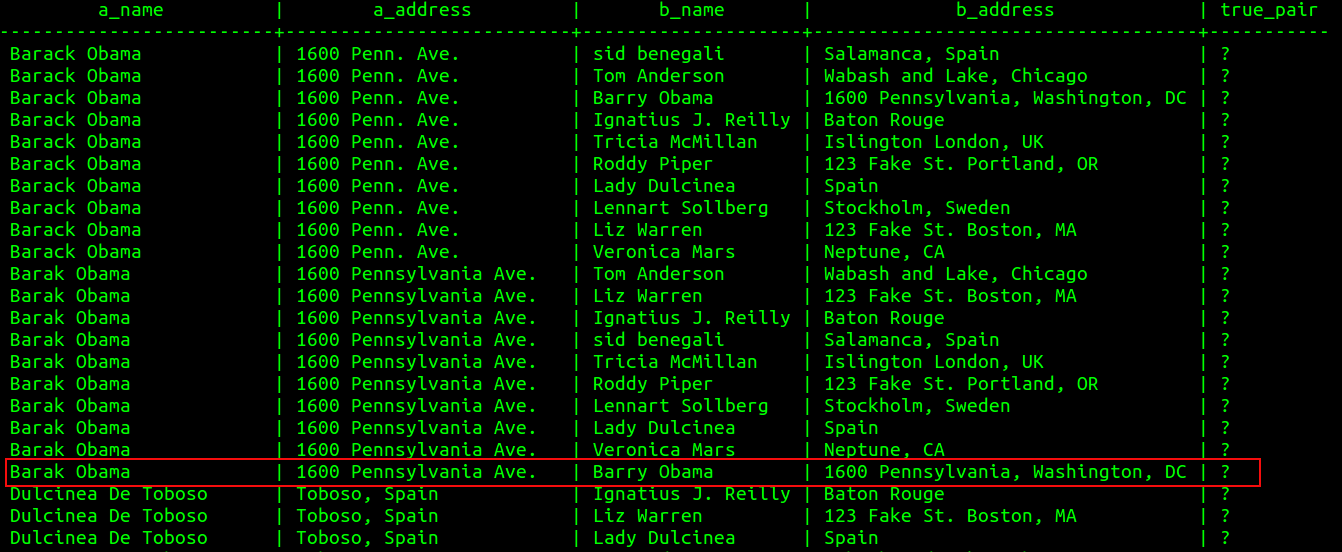 a_name | a_address | b_name | b_address | true_pair
-------------------------+---------------------------+----------------------+-----------------------------------+-----------
Barack Obama | 1600 Penn. Ave. | sid benegali | Salamanca, Spain | ?
Barack Obama | 1600 Penn. Ave. | Tom Anderson | Wabash and Lake, Chicago | ?
Barack Obama | 1600 Penn. Ave. | Barry Obama | 1600 Pennsylvania, Washington, DC | ?
Barack Obama | 1600 Penn. Ave. | Ignatius J. Reilly | Baton Rouge | ?
Barack Obama | 1600 Penn. Ave. | Tricia McMillan | Islington London, UK | ?
Barack Obama | 1600 Penn. Ave. | Roddy Piper | 123 Fake St. Portland, OR | ?
Barack Obama | 1600 Penn. Ave. | Lady Dulcinea | Spain | ?
Barack Obama | 1600 Penn. Ave. | Lennart Sollberg | Stockholm, Sweden | ?
Barack Obama | 1600 Penn. Ave. | Liz Warren | 123 Fake St. Boston, MA | ?
Barack Obama | 1600 Penn. Ave. | Veronica Mars | Neptune, CA | ?
Barak Obama | 1600 Pennsylvania Ave. | Tom Anderson | Wabash and Lake, Chicago | ?
Barak Obama | 1600 Pennsylvania Ave. | Liz Warren | 123 Fake St. Boston, MA | ?
Barak Obama | 1600 Pennsylvania Ave. | Ignatius J. Reilly | Baton Rouge | ?
Barak Obama | 1600 Pennsylvania Ave. | sid benegali | Salamanca, Spain | ?
Barak Obama | 1600 Pennsylvania Ave. | Tricia McMillan | Islington London, UK | ?
Barak Obama | 1600 Pennsylvania Ave. | Roddy Piper | 123 Fake St. Portland, OR | ?
Barak Obama | 1600 Pennsylvania Ave. | Lennart Sollberg | Stockholm, Sweden | ?
Barak Obama | 1600 Pennsylvania Ave. | Lady Dulcinea | Spain | ?
Barak Obama | 1600 Pennsylvania Ave. | Veronica Mars | Neptune, CA | ?
Barak Obama | 1600 Pennsylvania Ave. | Barry Obama | 1600 Pennsylvania, Washington, DC | ?
Dulcinea De Toboso | Toboso, Spain | Ignatius J. Reilly | Baton Rouge | ?
Dulcinea De Toboso | Toboso, Spain | Liz Warren | 123 Fake St. Boston, MA | ?
Dulcinea De Toboso | Toboso, Spain | Lady Dulcinea | Spain | ?